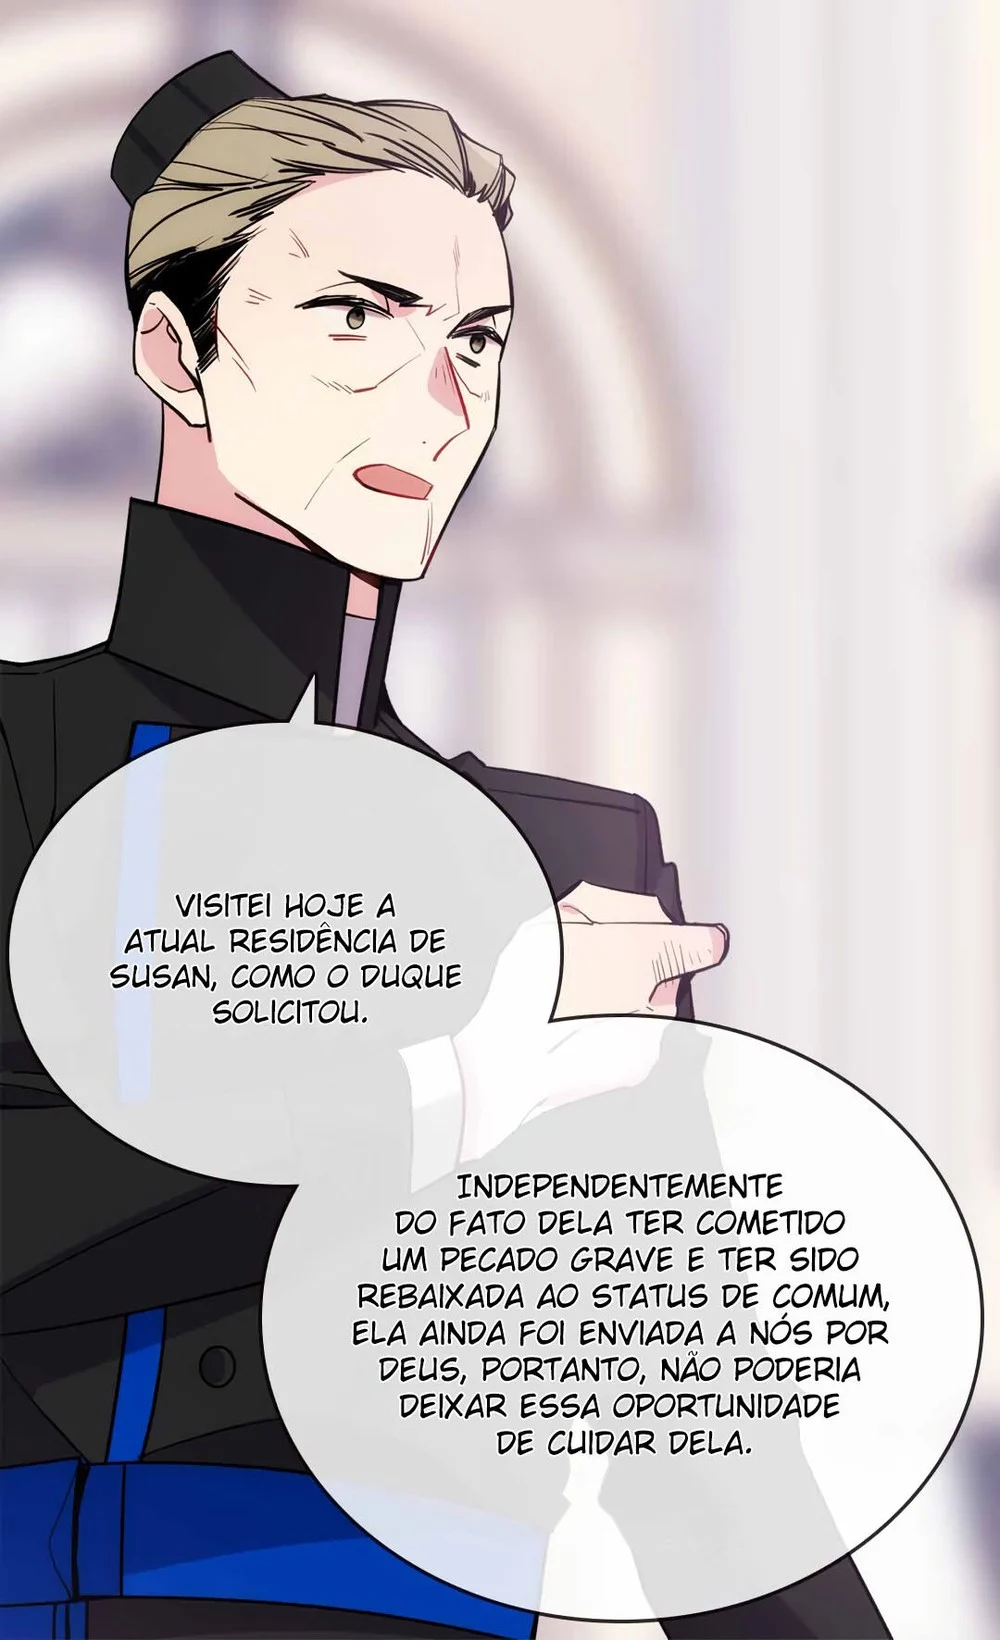 VISITEI HOJE A
ATUAL RESIDÊNCIA DE
SUSAN, COMO O DUQUE
SOLICITOU.
INDEPENDENTEMENTE
DO FATO DELA TER COMETIDO
UM PECADO GRAVE E TER SIDO
REBAIXADA AO STATUS DE COMUM,
ELA AINDA FOI ENVIADA A NÓS POR
DEUS, PORTANTO, NÃO PODERIA
DEIXAR ESSA OPORTUNIDADE
DE CUIDAR DELA.